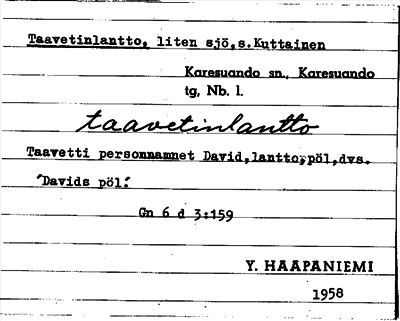 Taavetinlantto, liten sjö,s.Kuttainen
Karesuando sn., Karesuando
tg, Nb. l.
taavetinlantto
Taavetti personnamnet David,lantto,pöl,dvs.
"Davids pöl".
Gn 6 d 3:159
Y. HAAPANIEMI
1958